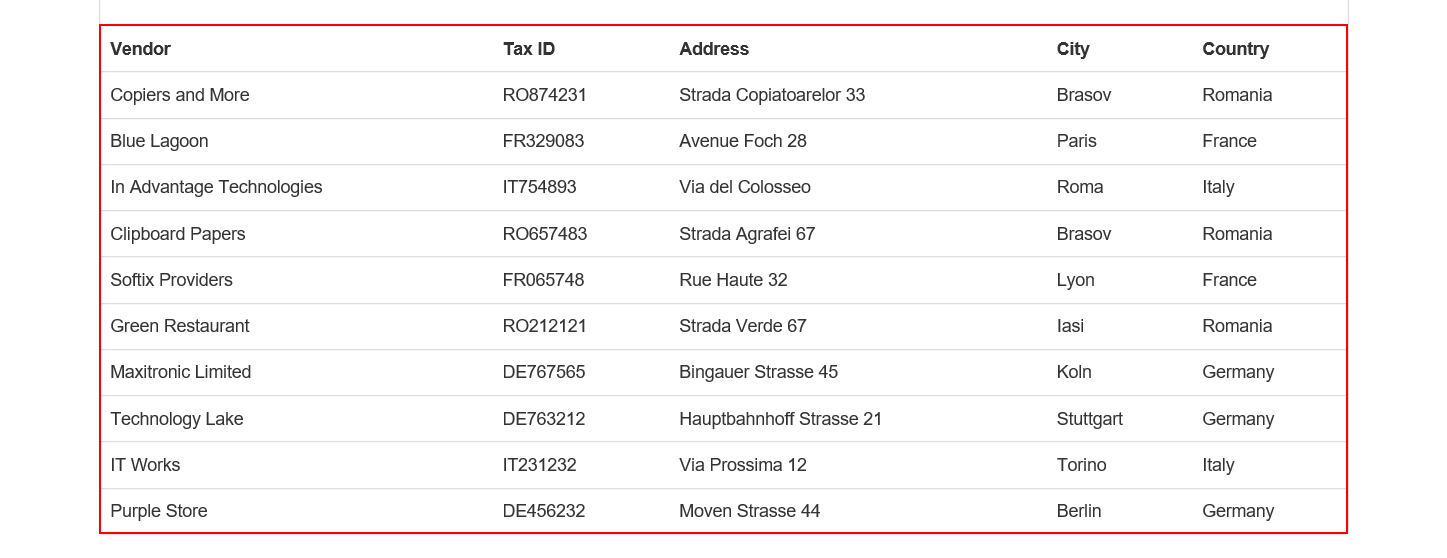 Vendor Tax ID Address City Country
Copiers and More RO874231 Strada Copiatoarelor 33 Brasov Romania
Blue Lagoon FR329083 Avenue Foch 28 Paris France
In Advantage Technologies IT754893 Via del Colosseo Roma Italy
Clipboard Papers RO657483 Strada Agrafei 67 Brasov Romania
Softix Providers FR065748 Rue Haute 32 Lyon France
Green Restaurant RO212121 Strada Verde 67 Iasi Romania
Maxitronic Limited DE767565 Bingauer Strasse 45 Koln Germany
Technology Lake DE763212 Hauptbahnhoff Strasse 21 Stuttgart Germany
IT Works IT231232 Via Prossima 12 Torino Italy
Purple Store DE456232 Moven Strasse 44 Berlin Germany